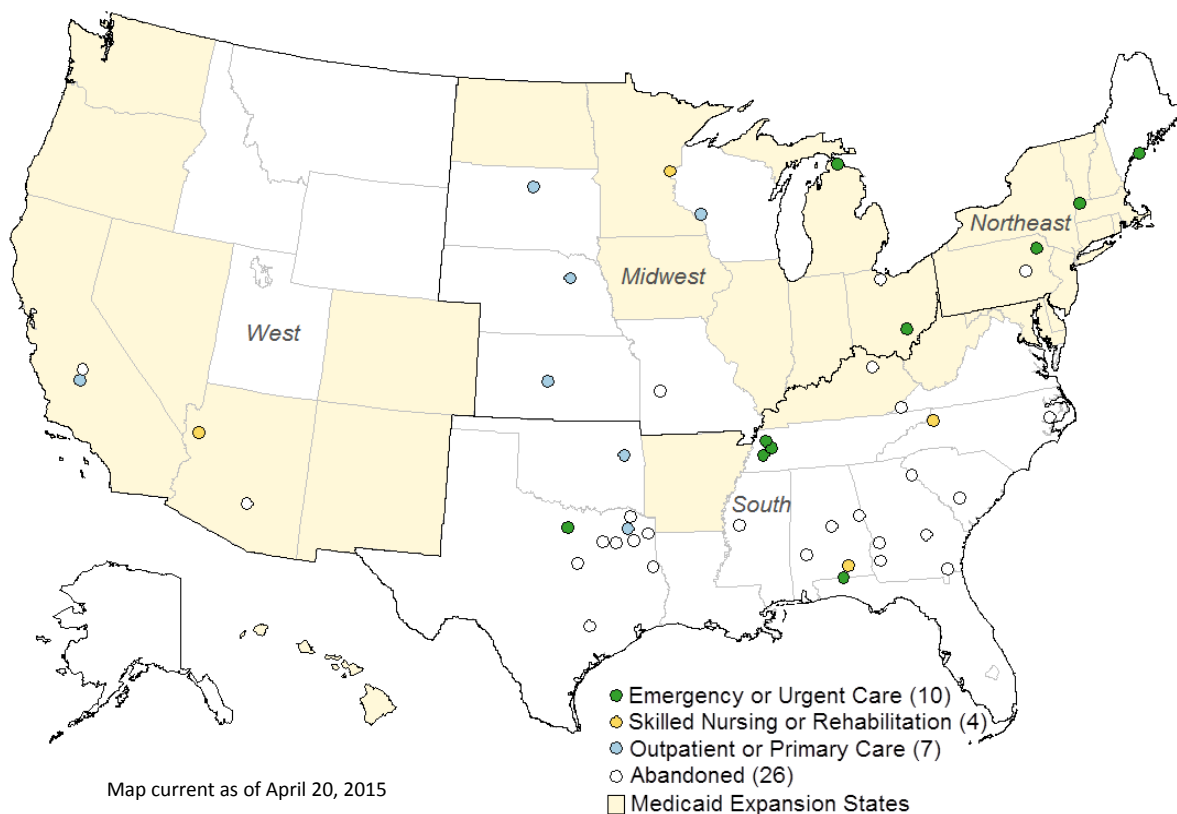 Northeast
Midwest
West
South
Emergency or Urgent Care (10)
Skilled Nursing or Rehabilitation (4)
Outpatient or Primary Care (7)
Abandoned (26)
Medicaid Expansion States
Map current as of April 20, 2015